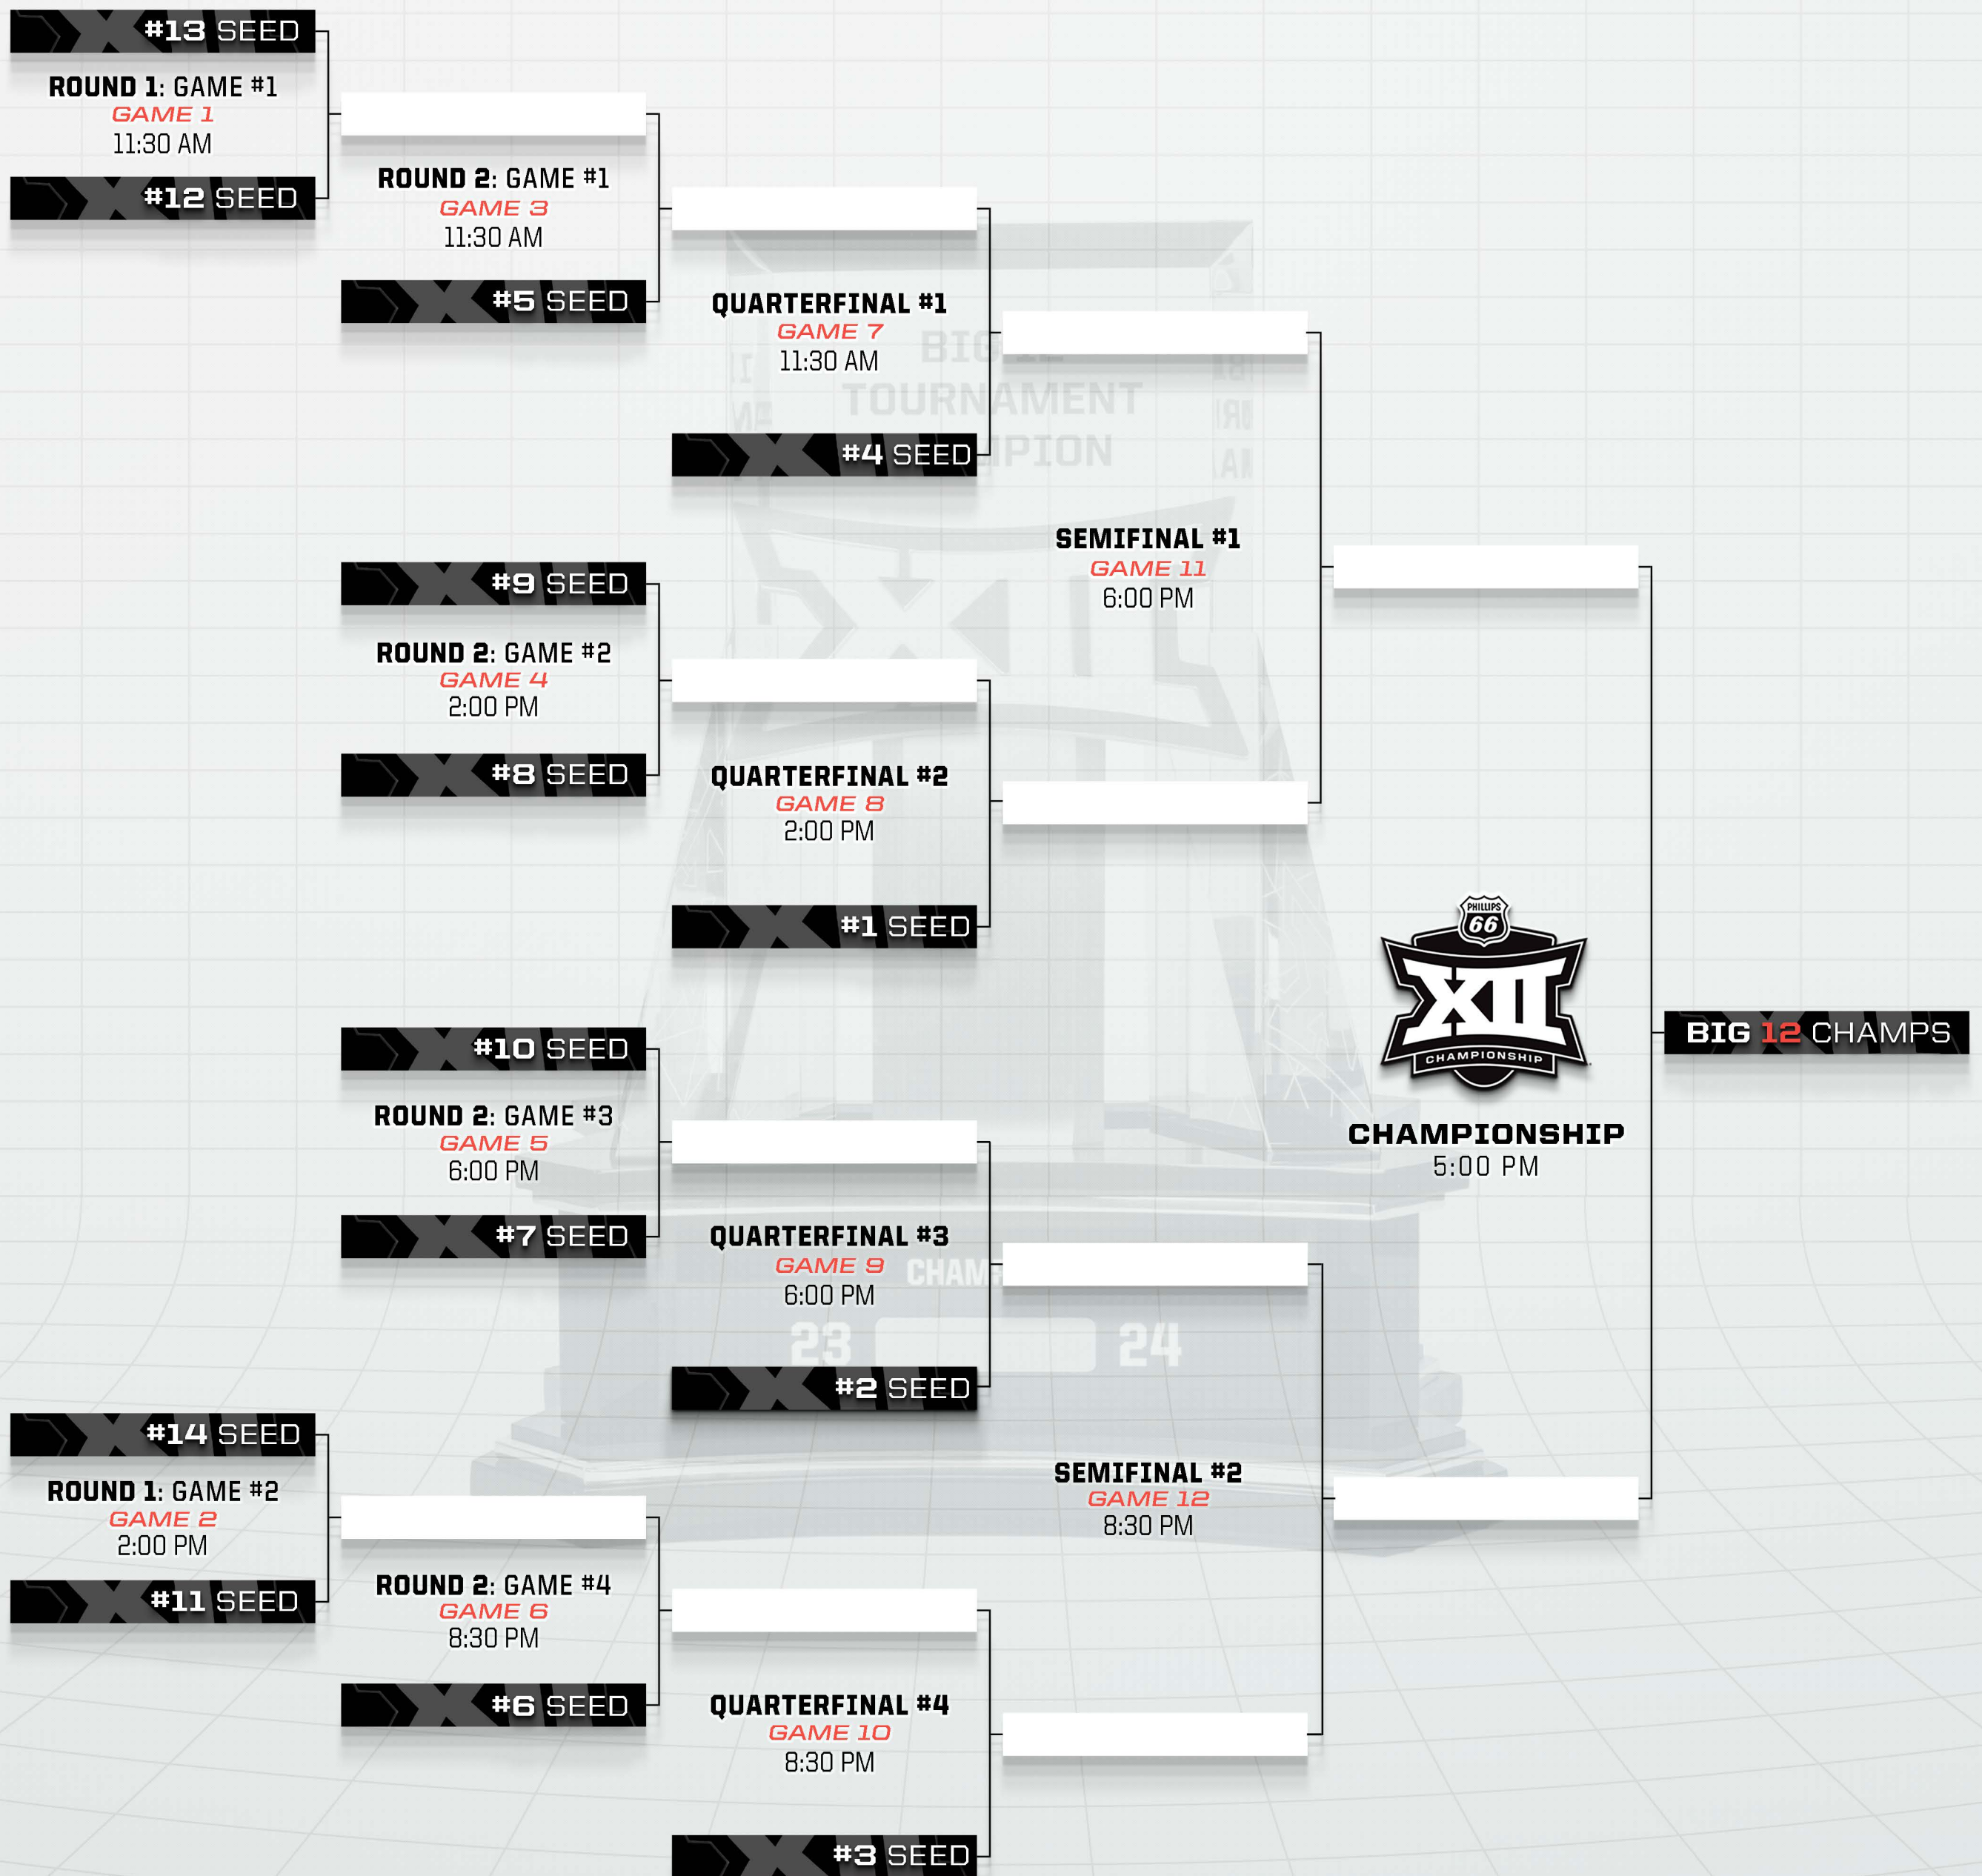 #13 SEED
ROUND 1: GAME #1
GAME 1
11:30 AM
#12 SEED
ROUND 2: GAME #1
GAME 3
11:30 AM
#5 SEED
QUARTERFINAL #1
GAME 7
11:30 AM
#4 SEED
#9 SEED
ROUND 2: GAME #2
GAME 4
2:00 PM
#8 SEED
QUARTERFINAL #2
GAME 8
2:00 PM
#1 SEED
SEMIFINAL #1
GAME 11
6:00 PM
#10 SEED
ROUND 2: GAME #3
GAME 5
6:00 PM
#7 SEED
QUARTERFINAL #3
GAME 9
6:00 PM
#2 SEED
#14 SEED
ROUND 1: GAME #2
GAME 2
2:00 PM
#11 SEED
ROUND 2: GAME #4
GAME 6
8:30 PM
#6 SEED
QUARTERFINAL #4
GAME 10
8:30 PM
#3 SEED
SEMIFINAL #2
GAME 12
8:30 PM
PHILLIPS
66
XII
CHAMPIONSHIP
CHAMPIONSHIP
5:00 PM
BIG 12 CHAMPS
BIG
TOURNAMENT
23 24